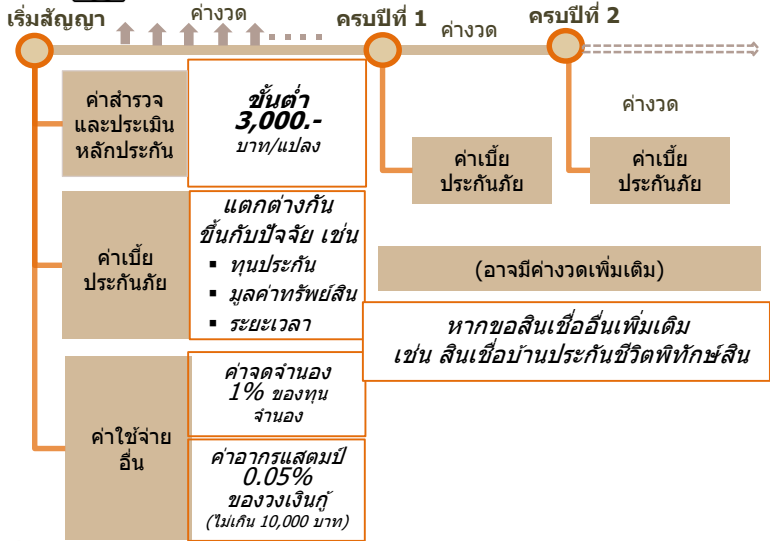 เริ่มสัญญา
ค่างวด
ครบปีที่ 1
ค่างวด
ครบปีที่ 2
ค่างวด
ค่าสำรวจ
และประเมิน
หลักประกัน
ขั้นต่ำ
3,000.-
บาท/แปลง
ค่าเบี้ย
ประกันภัย
ค่าเบี้ย
ประกันภัย
ค่าเบี้ย
ประกันภัย
แตกต่างกัน
ขึ้นกับปัจจัย เช่น
▪ ทุนประกัน
▪ มูลค่าทรัพย์สิน
▪ ระยะเวลา
(อาจมีค่างวดเพิ่มเติม)
หากขอสินเชื่ออื่นเพิ่มเติม
เช่น สินเชื่อบ้านประกันชีวิตพิทักษ์สิน
ค่าใช้จ่าย
อื่น
ค่าจดจำนอง
1% ของทุน
จำนอง
ค่าอากรแสตมป์
0.05%
ของวงเงินกู้
(ไม่เกิน 10,000 บาท)